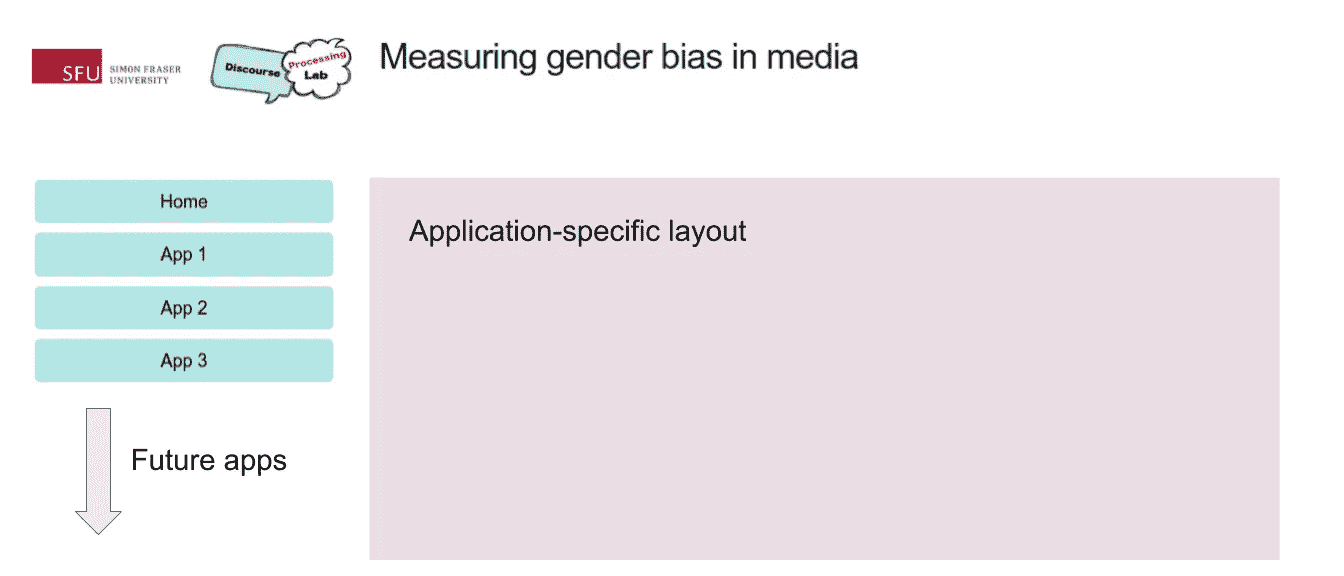 SFU
SIMON FRASER
UNIVERSITY
Discourse
Processing
Lab
Measuring gender bias in media
Home
App 1
App 2
App 3
Future apps
Application-specific layout